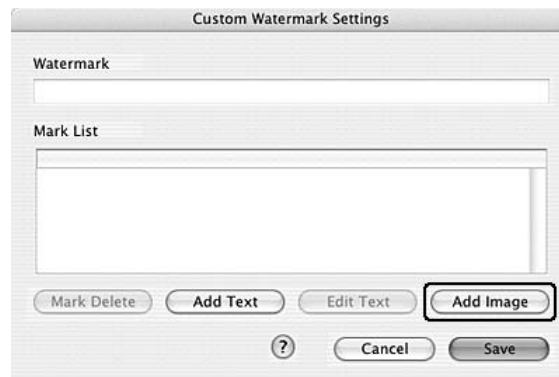 Custom Watermark Settings
Watermark
Mark List
Mark Delete Add Text Edit Text Add Image
? Cancel Save